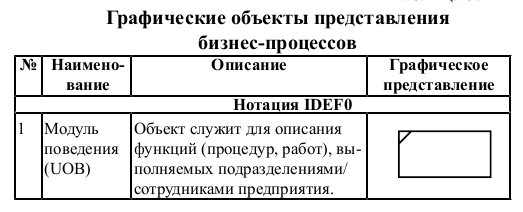 Графические объекты представления
бизнес-процессов
№ Наимено-
вание Описание Графическое
представление
Нотация IDEF0
1 Модуль
поведения
(UOB)
Объект служит для описания
функций (процедур, работ), вы-
полняемых подразделениями/
сотрудниками предприятия.